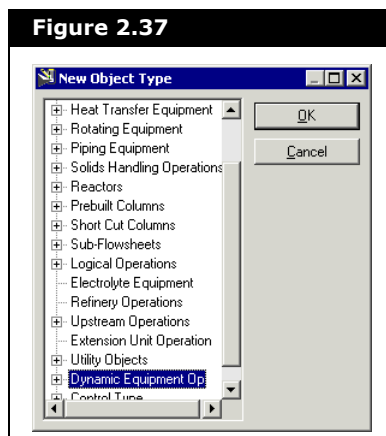 Figure 2.37
New Object Type
Heat Transfer Equipment
Rotating Equipment
Piping Equipment
Solids Handling Operations
Reactors
Prebuilt Columns
Short Cut Columns
Sub-Flowsheets
Logical Operations
Electrolyte Equipment
Refinery Operations
Upstream Operations
Extension Unit Operation
Utility Objects
Dynamic Equipment Op
Control Type
OK
Cancel